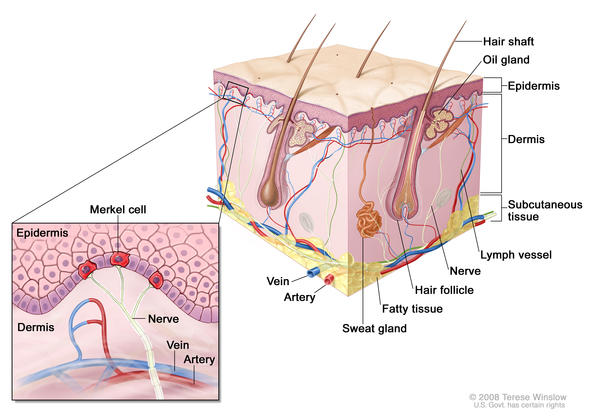 Hair shaft
Oil gland
Epidermis
Dermis
Subcutaneous
tissue
Lymph vessel
Nerve
Hair follicle
Fatty tissue
Vein
Artery
Sweat gland
Merkel cell
Epidermis
Dermis
Nerve
Vein
Artery
© 2008 Terese Winslow
U.S. Govt. has certain rights